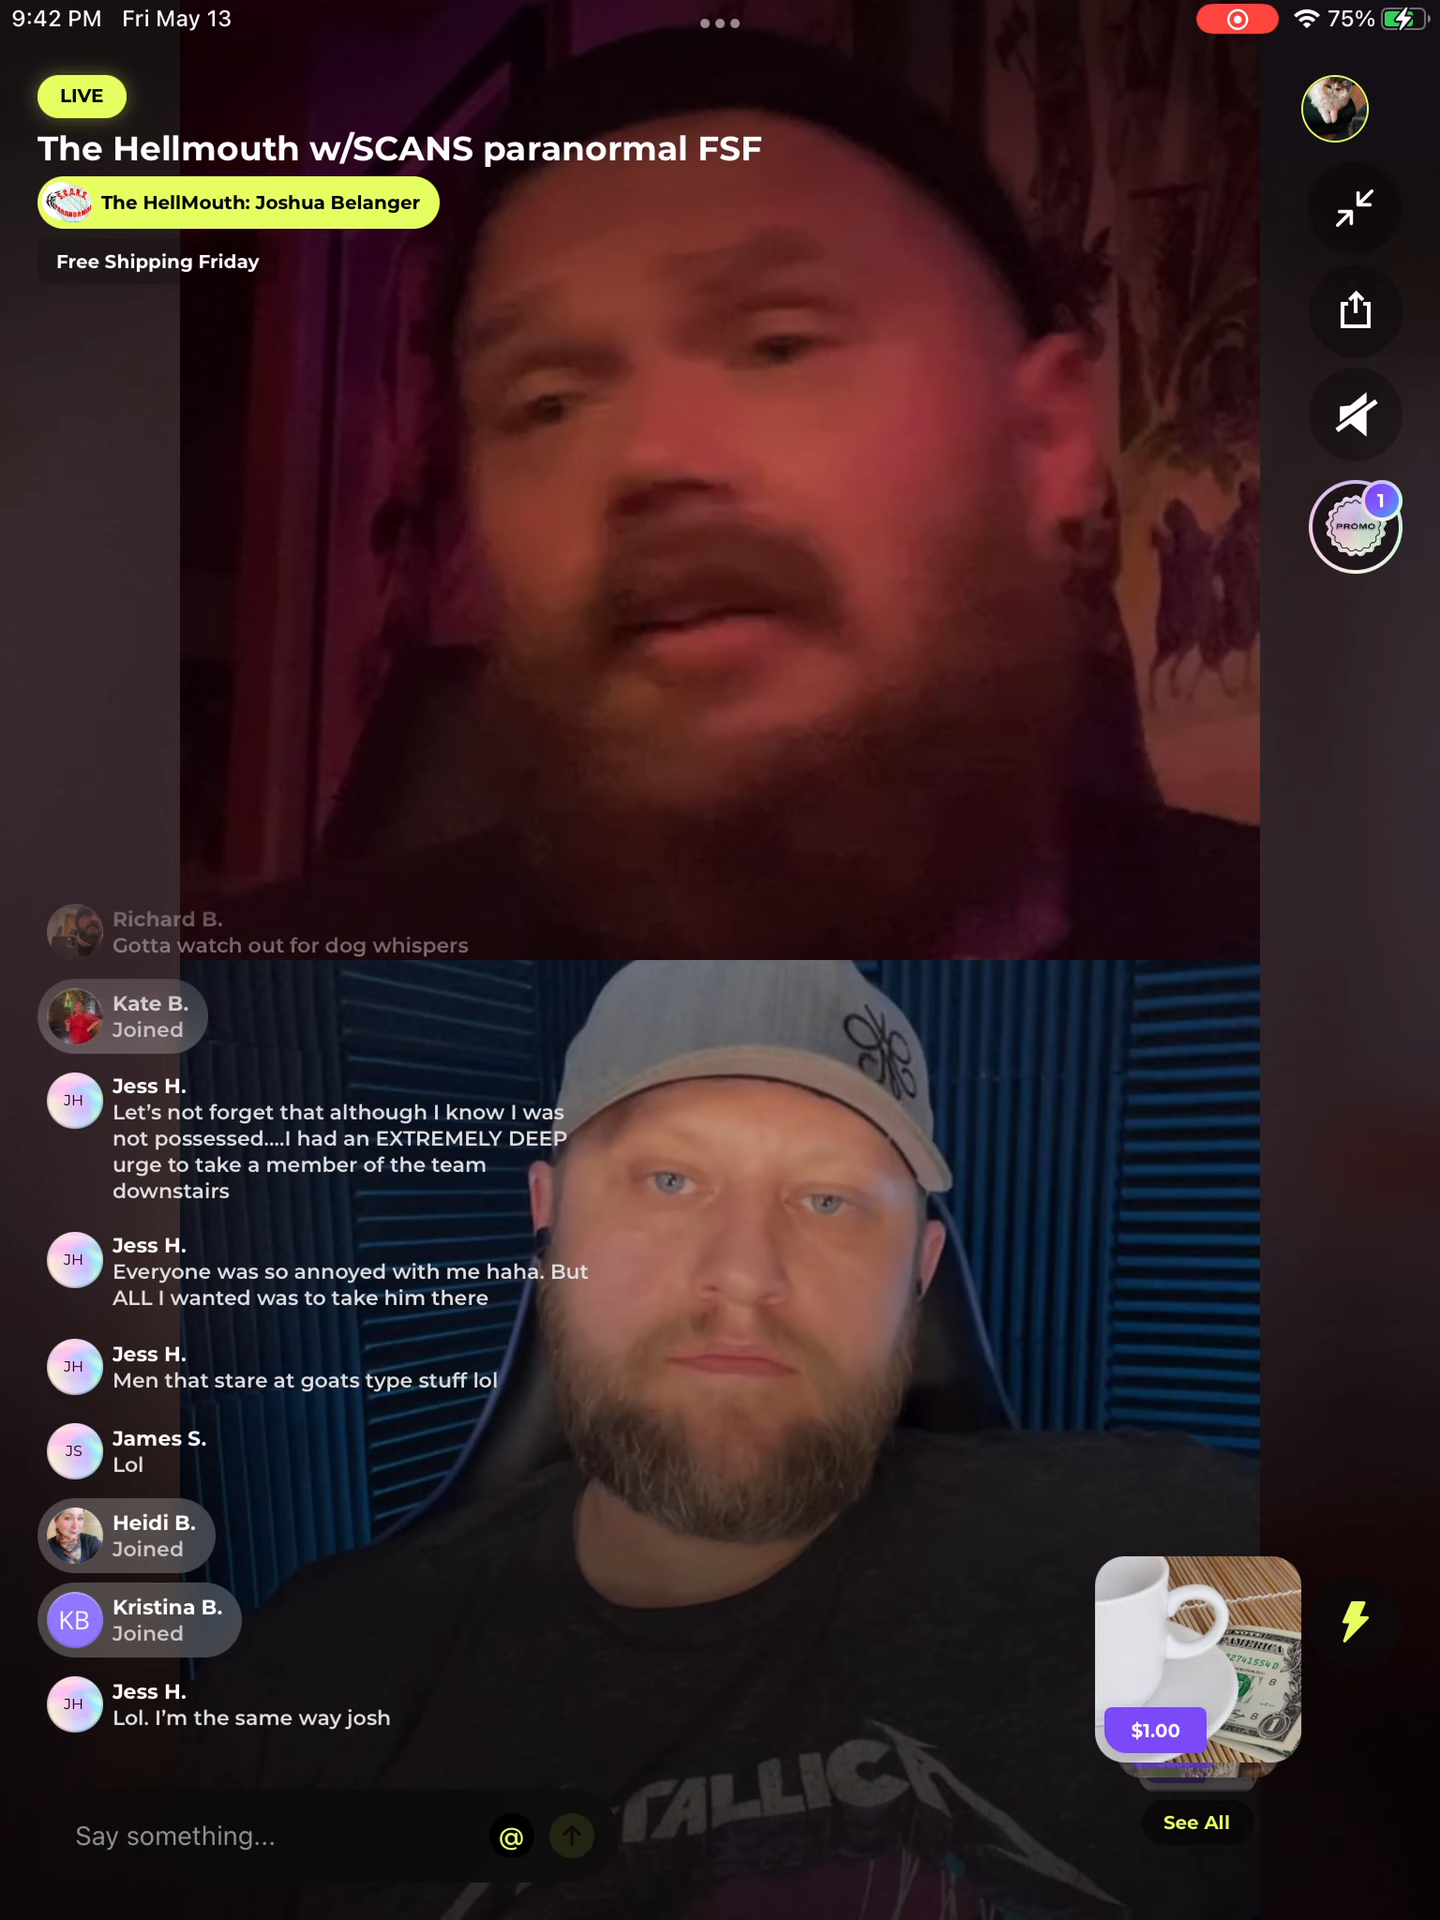 9:42 PM Fri May 13
75%
LIVE
The Hellmouth w/SCANS paranormal FSF
The HellMouth: Joshua Belanger
Free Shipping Friday
1
PROMO
Richard B.
Gotta watch out for dog whispers
Kate B.
Joined
JH
Jess H.
Let’s not forget that although I know I was
not possessed....I had an EXTREMELY DEEP
urge to take a member of the team
downstairs
JH
Jess H.
Everyone was so annoyed with me haha. But
ALL I wanted was to take him there
JH
Jess H.
Men that stare at goats type stuff lol
JS
James S.
Lol
Heidi B.
Joined
KB
Kristina B.
Joined
JH
Jess H.
Lol. I’m the same way josh
TALLICA
$1.00
See All
Say something...
@